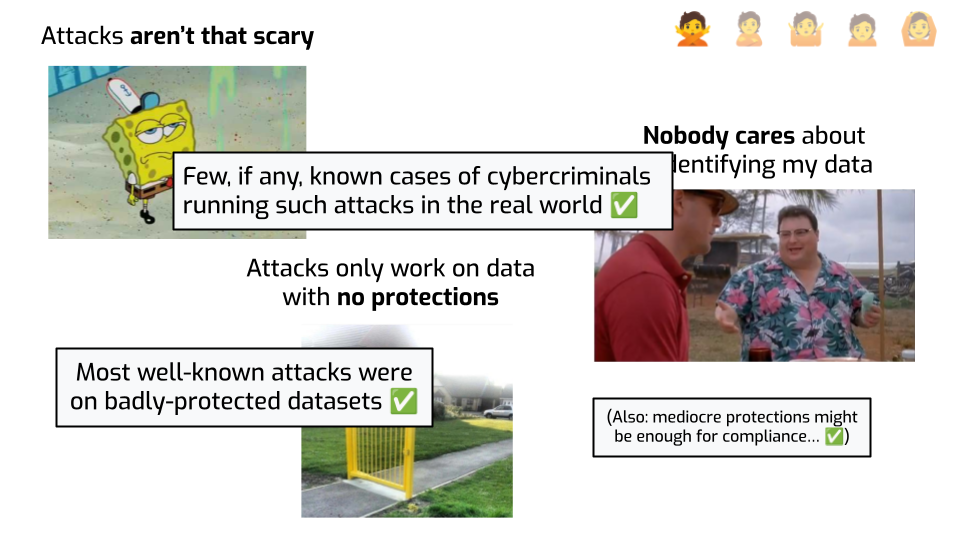 Attacks aren’t that scary
Nobody cares about
dentifying my data
Few, if any, known cases of cybercriminals
running such attacks in the real world ✅
Attacks only work on data
with no protections
Most well-known attacks were
on badly-protected datasets ✅
(Also: mediocre protections might
be enough for compliance... ✅)